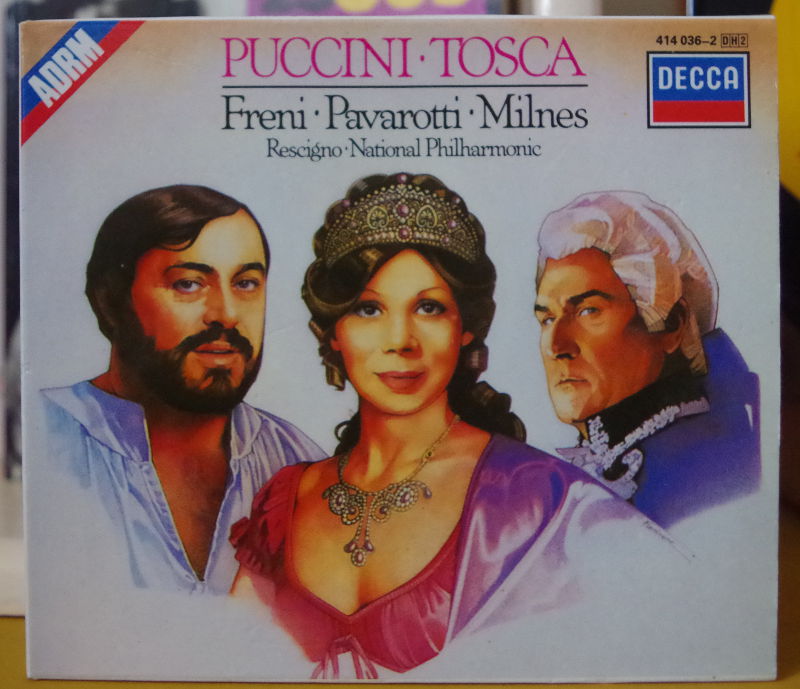 ADRM
PUCCINI · TOSCA
414 036–2 DH2
DECCA
Freni · Pavarotti · Milnes
Rescigno · National Philharmonic